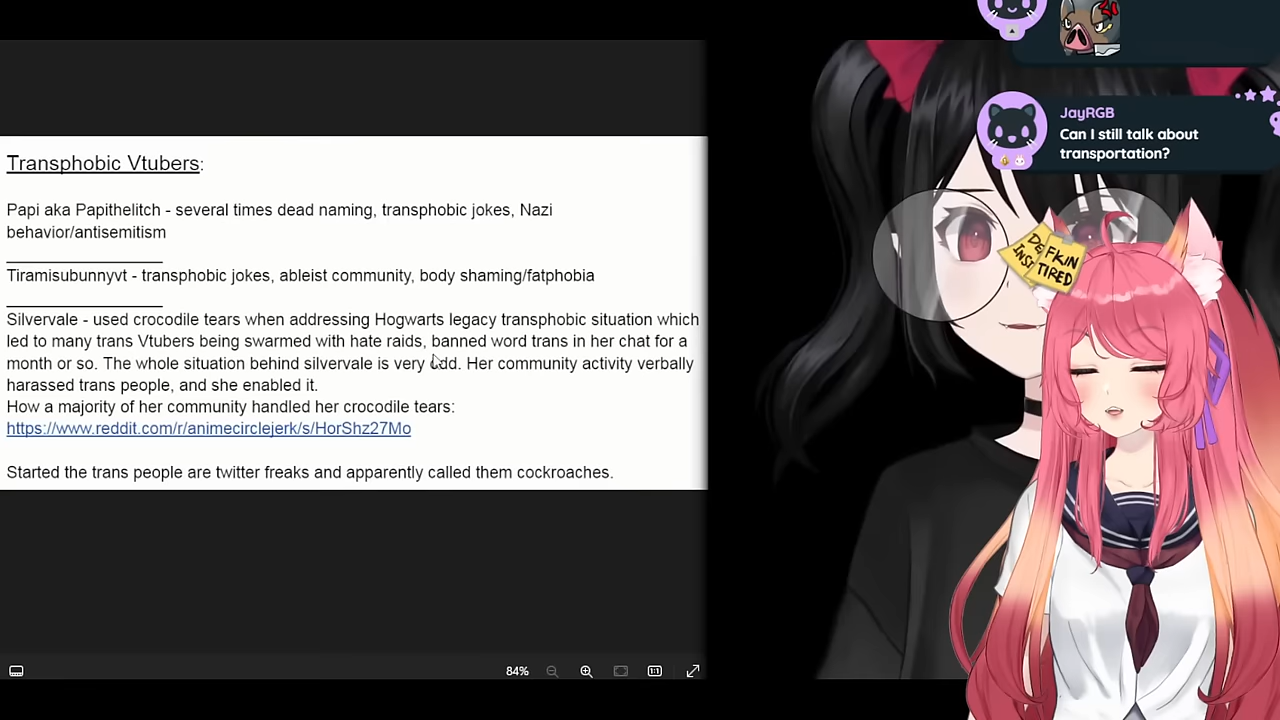 Transphobic Vtubers:
Papi aka Papithelitch - several times dead naming, transphobic jokes, Nazi
behavior/antisemitism
Tiramisubunnyvt - transphobic jokes, ableist community, body shaming/fatphobia
Silvervale - used crocodile tears when addressing Hogwarts legacy transphobic situation which
led to many trans Vtubers being swarmed with hate raids, banned word trans in her chat for a
month or so. The whole situation behind silvervale is very odd. Her community activity verbally
harassed trans people, and she enabled it.
How a majority of her community handled her crocodile tears:
https://www.reddit.com/r/animecirclejerk/s/HorShz27Mo
Started the trans people are twitter freaks and apparently called them cockroaches.
84%
1:1
JayRGB
Can I still talk about
transportation?
FKIN
TIRED